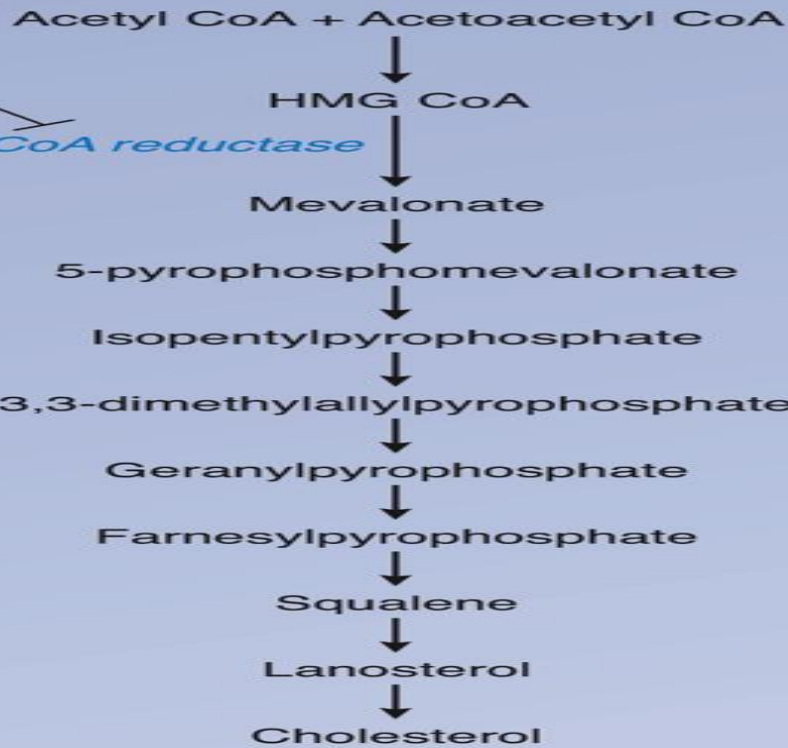 Acetyl CoA + Acetoacetyl CoA
HMG CoA
CoA reductase
Mevalonate
5-pyrophosphomevalonate
Isopentylpyrophosphate
3,3-dimethylallylpyrophosphate
Geranylpyrophosphate
Farnesylpyrophosphate
Squalene
Lanosterol
Cholesterol